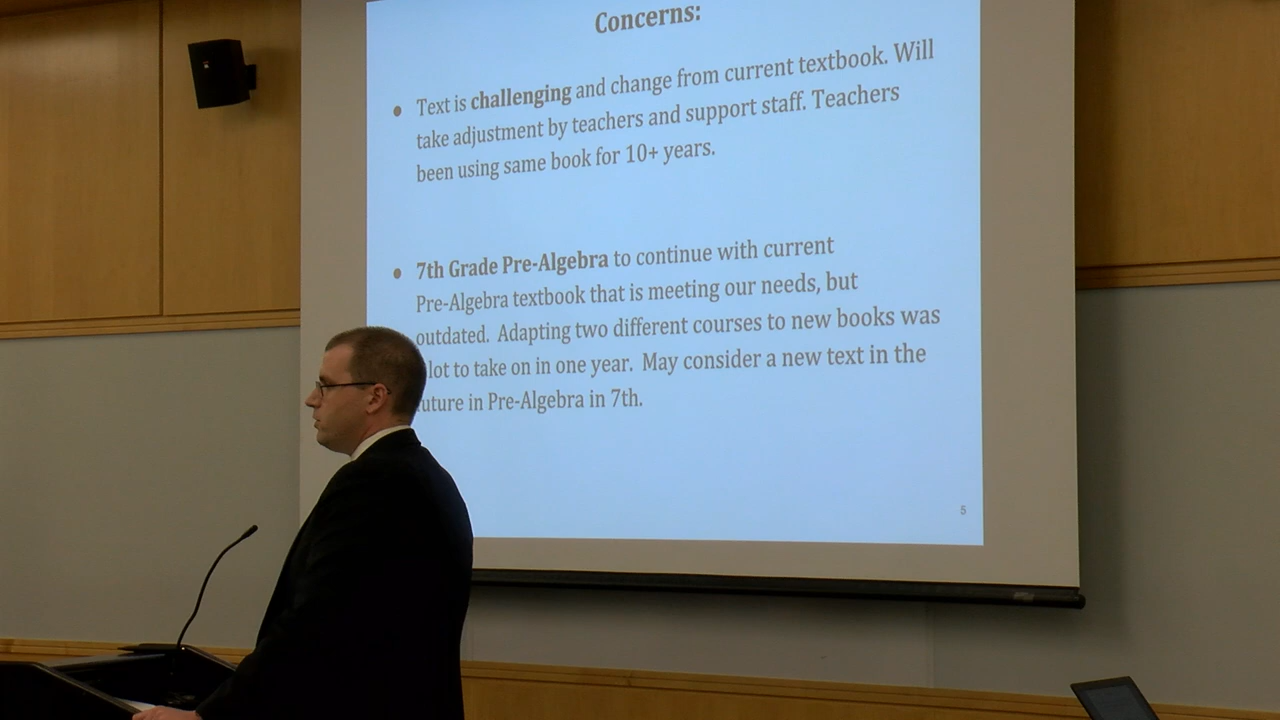 Concerns:
Text is challenging and change from current textbook. Will
take adjustment by teachers and support staff. Teachers
been using same book for 10+ years.
7th Grade Pre-Algebra to continue with current
Pre-Algebra textbook that is meeting our needs, but
outdated. Adapting two different courses to new books was
lot to take on in one year. May consider a new text in the
uture in Pre-Algebra in 7th.
5